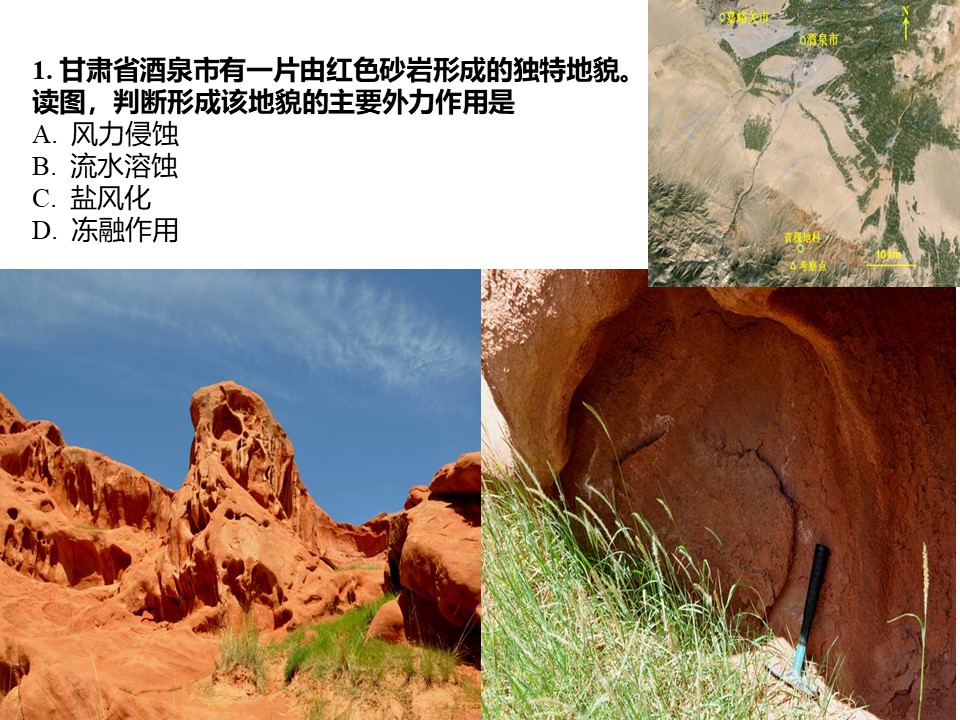 1. 甘肃省酒泉市有一片由红色砂岩形成的独特地貌。
读图，判断形成该地貌的主要外力作用是
A. 风力侵蚀
B. 流水溶蚀
C. 盐风化
D. 冻融作用
N
嘉峪关市
酒泉市
青稞地村
10 km
考察点